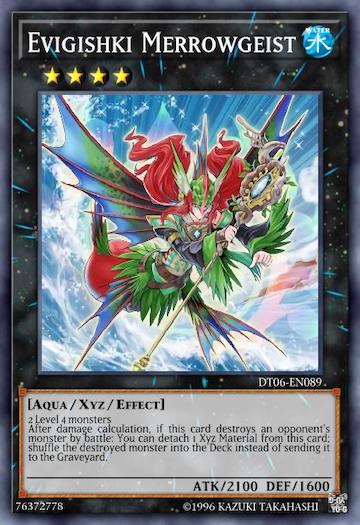 Evigishki Merrowgeist
WATER
水
DT06-EN089
[Aqua / Xyz / Effect]
2 Level 4 monsters
After damage calculation, if this card destroys an opponent's
monster by battle: You can detach 1 Xyz Material from this card;
shuffle the destroyed monster into the Deck instead of sending it
to the Graveyard.
ATK/2100 DEF/1600
76372778
©1996 KAZUKI TAKAHASHI